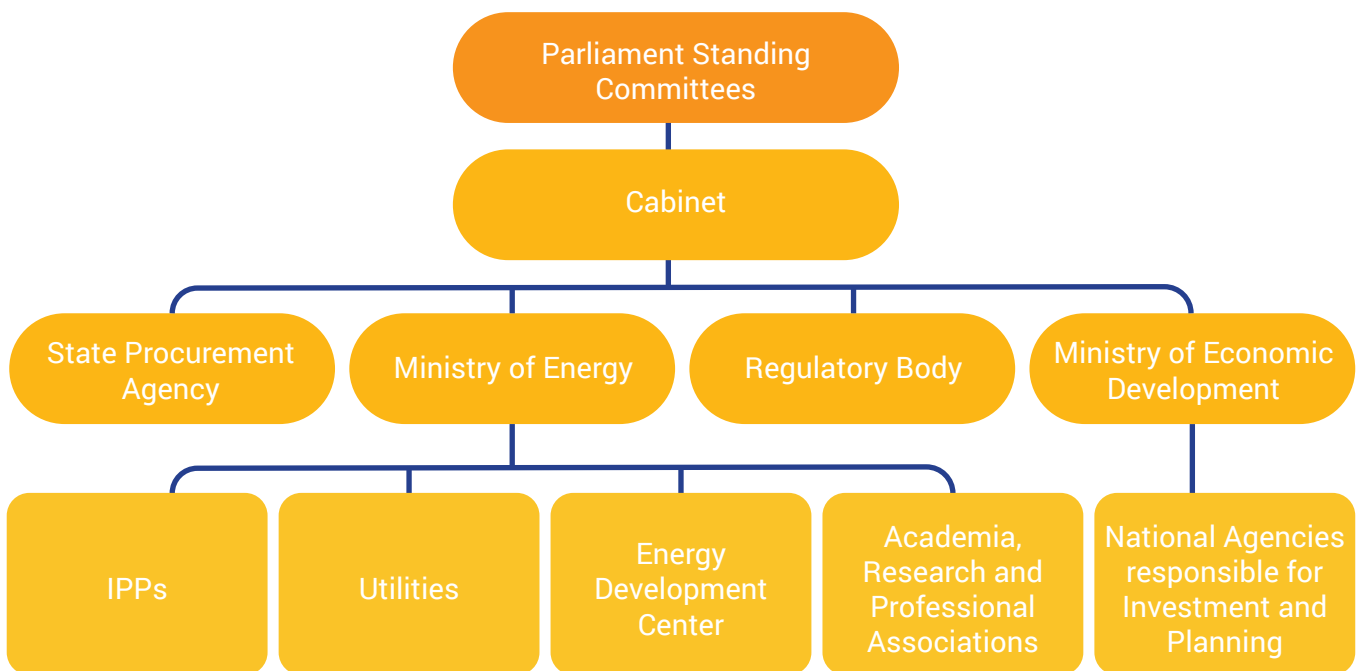 Parliament Standing
Committees
Cabinet
State Procurement
Agency
Ministry of Energy
Regulatory Body
Ministry of Economic
Development
IPPs
Utilities
Energy
Development
Center
Academia,
Research and
Professional
Associations
National Agencies
responsible for
Investment and
Planning